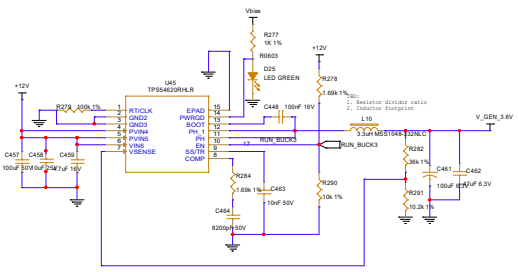 Vbias
R277
1K 1%
R0603
D25
LED GREEN
+12V
U45
TPS54620RHLR
+12V
R278
1.69k 1%
TBD:
1. Resistor dividor ratio
2. Inductor footprint
R279 100k 1%
1 RT/CLK
2 GND2
3 GND3
4 PVIN4
5 PVIN5
6 VIN6
7 VSENSE
EPAD 15
PWRGD 14
BOOT 13
PH_1 12
PH 11
EN 10
SS/TR 9
COMP 8
C448 100nF 16V
L10
3.3uH MSS1048-332NLC
V_GEN_3.6V
17 RUN_BUCK3
RUN_BUCK3
C457
100uF 50V
C458
10uF 25V
C459
4.7uF 16V
R282
36k 1%
C461
100uF 6.3V
C462
47uF 6.3V
R284
1.69k 1%
C463
10nF 50V
R290
10k 1%
R291
10.2k 1%
C464
8200pF 50V